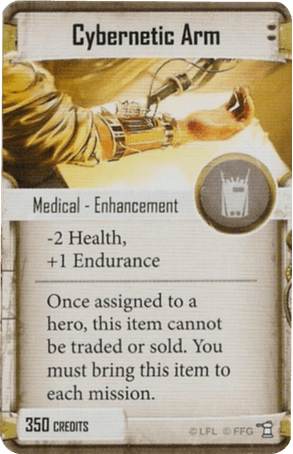 Cybernetic Arm
Medical - Enhancement
-2 Health,
+1 Endurance
Once assigned to a
hero, this item cannot
be traded or sold. You
must bring this item to
each mission.
350 CREDITS
© LFL © FFG